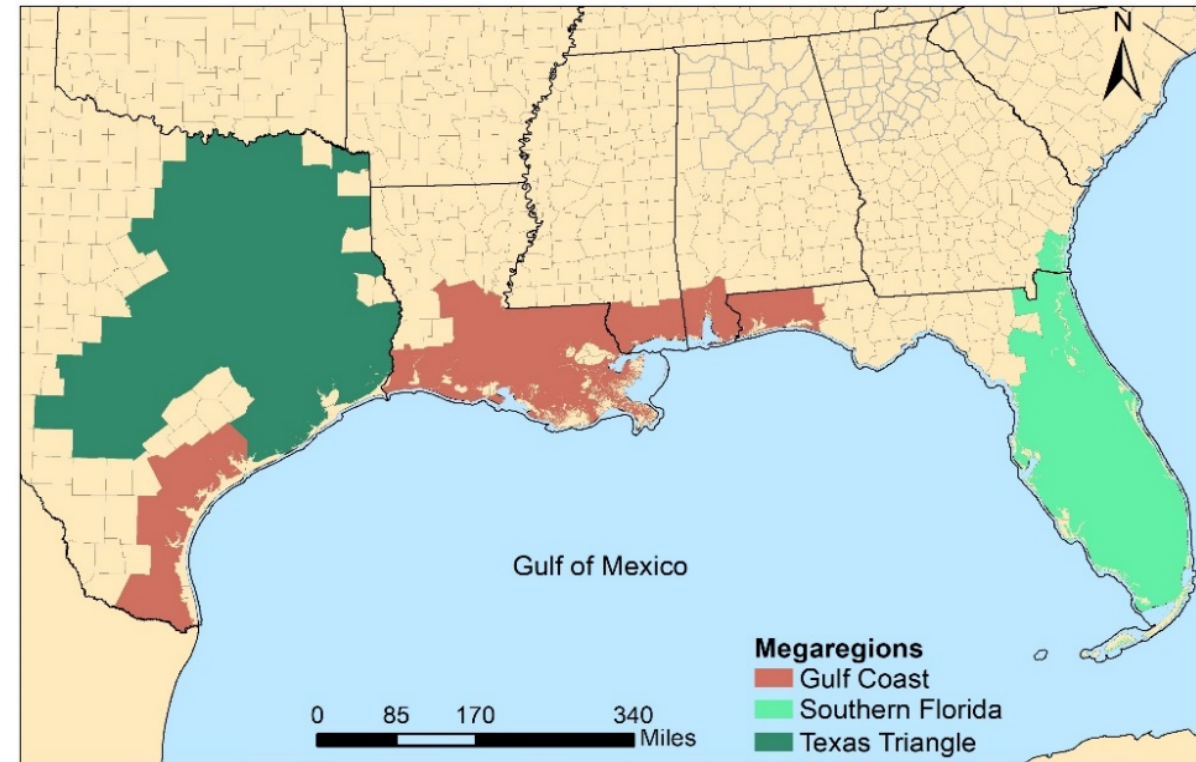 N
Gulf of Mexico
Megaregions
Gulf Coast
Southern Florida
Texas Triangle
0 85 170 340
Miles